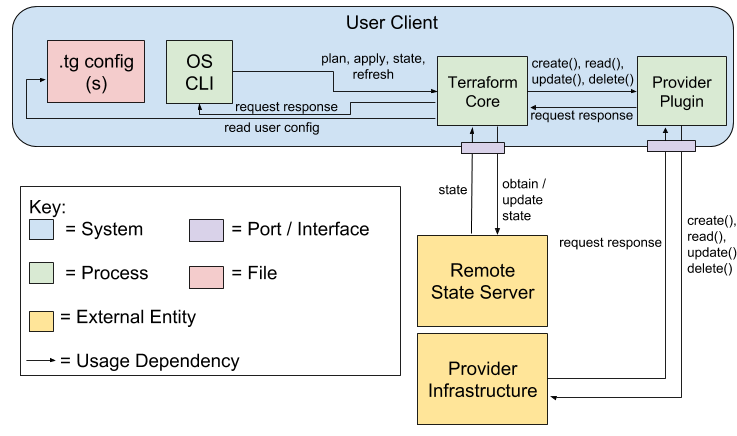 User Client
.tg config
(s)
OS
CLI
plan, apply, state,
refresh
request response
read user config
Terraform
Core
create(), read(),
update(), delete()
request response
Provider
Plugin
state
obtain /
update
state
request response
create(),
read(),
update()
delete()
Remote
State Server
Provider
Infrastructure
Key:
= System
= Port / Interface
= Process
= File
= External Entity
= Usage Dependency